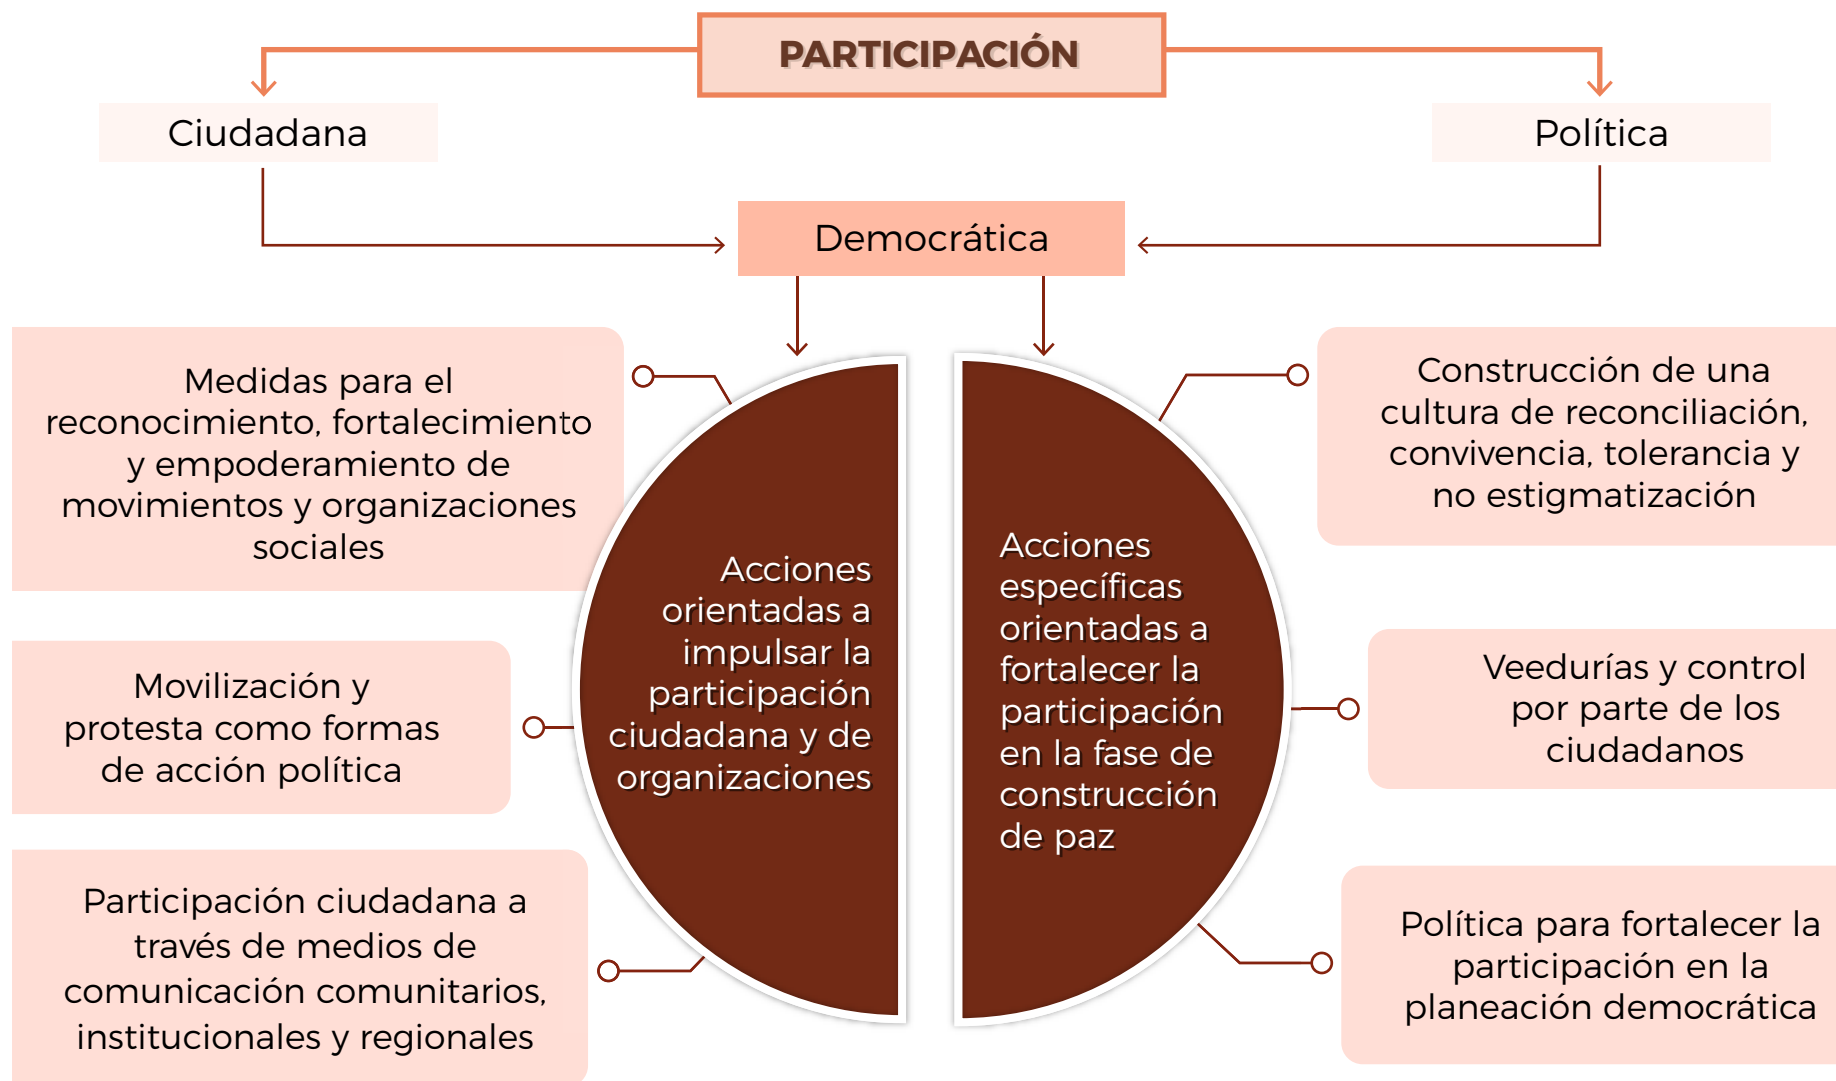 PARTICIPACIÓN
Ciudadana
Política
Democrática
Medidas para el
reconocimiento, fortalecimiento
y empoderamiento de
movimientos y organizaciones
sociales
Movilización y
protesta como formas
de acción política
Participación ciudadana a
través de medios de
comunicación comunitarios,
institucionales y regionales
Acciones
orientadas a
impulsar la
participación
ciudadana y de
organizaciones
Acciones
específicas
orientadas a
fortalecer la
participación
en la fase de
construcción
de paz
Construcción de una
cultura de reconciliación,
convivencia, tolerancia y
no estigmatización
Veedurías y control
por parte de los
ciudadanos
Política para fortalecer la
participación en la
planeación democrática